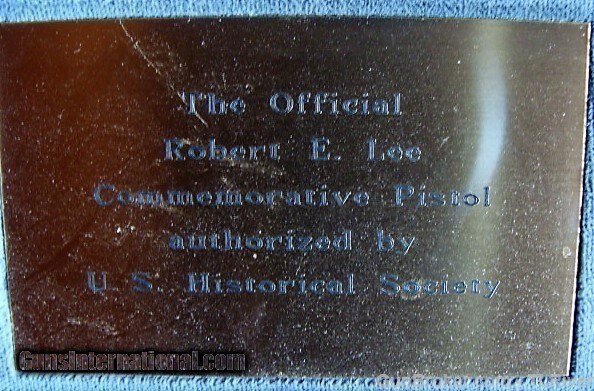 The Official
Robert E. Lee
Commemorative Pistol
authorized by
U.S. Historical Society
GunsInternational.com